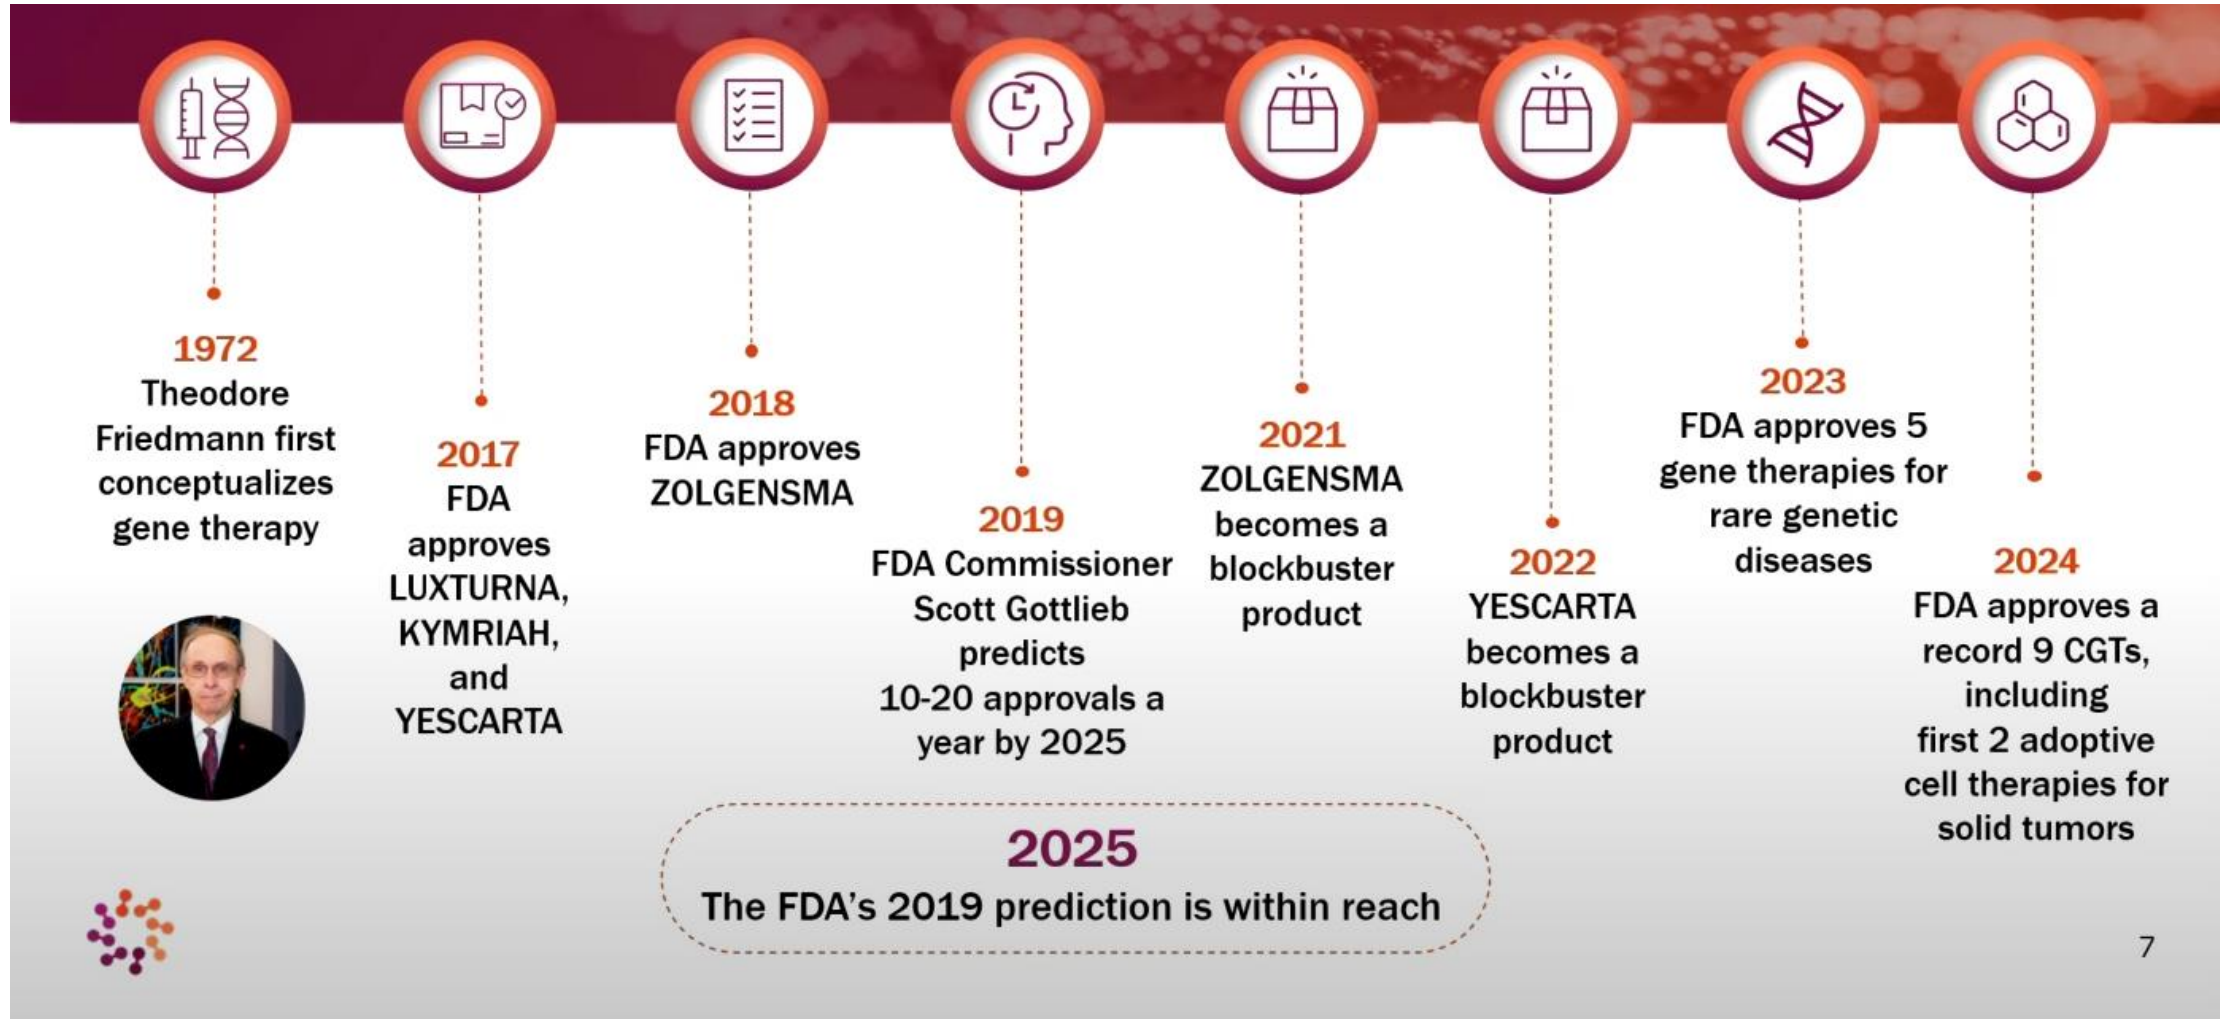 1972
Theodore
Friedmann first
conceptualizes
gene therapy
2017
FDA
approves
LUXTURNA,
KYMRIAH,
and
YESCARTA
2018
FDA approves
ZOLGENSMA
2019
FDA Commissioner
Scott Gottlieb
predicts
10-20 approvals a
year by 2025
2021
ZOLGENSMA
becomes a
blockbuster
product
2022
YESCARTA
becomes a
blockbuster
product
2023
FDA approves 5
gene therapies for
rare genetic
diseases
2024
FDA approves a
record 9 CGTs,
including
first 2 adoptive
cell therapies for
solid tumors
2025
The FDA's 2019 prediction is within reach
7